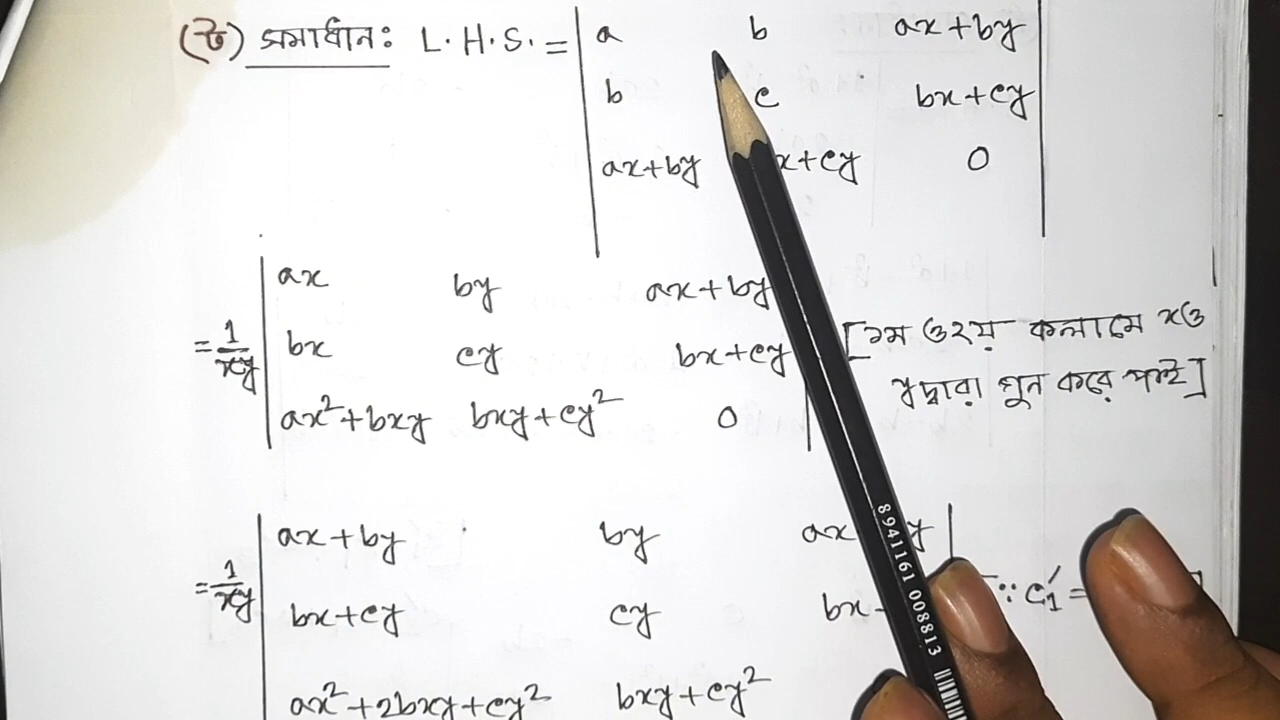 (উ) সমাধান: L.H.S. = | a b ax+by |
| b c bx+cy |
| ax+by x+cy 0 |
| ax by ax+by |
= 1/xy | bx cy bx+cy | [১ম ও ২য় কলামে x ও
y দ্বারা গুন করে পাই]
| ax²+bxy bxy+cy² 0 |
| ax+by by ax y |
= 1/xy | bx+cy cy bx | [∵ c₁′ =
| ax²+2bxy+cy² bxy+cy²
8941161 008813